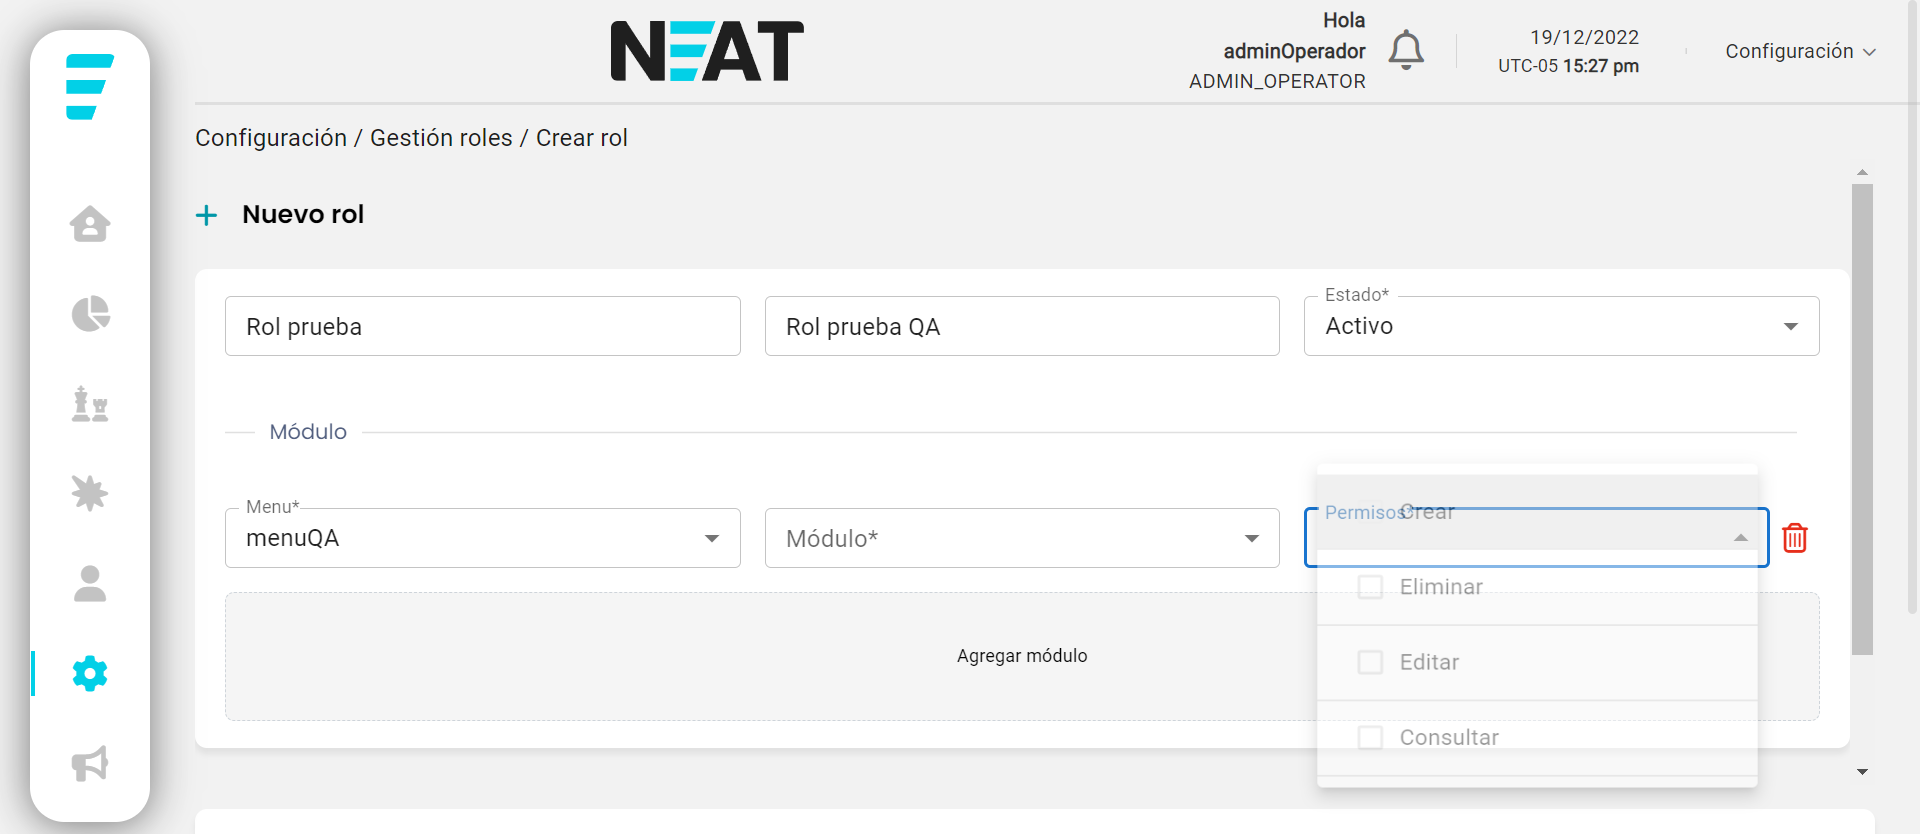 NEAT
Hola
adminOperador
ADMIN_OPERATOR
19/12/2022
UTC-05 15:27 pm
Configuración
Configuración / Gestión roles / Crear rol
+ Nuevo rol
Rol prueba
Rol prueba QA
Estado*
Activo
Módulo
Menu*
menuQA
Módulo*
Permisos*
Crear
Eliminar
Editar
Consultar
Agregar módulo